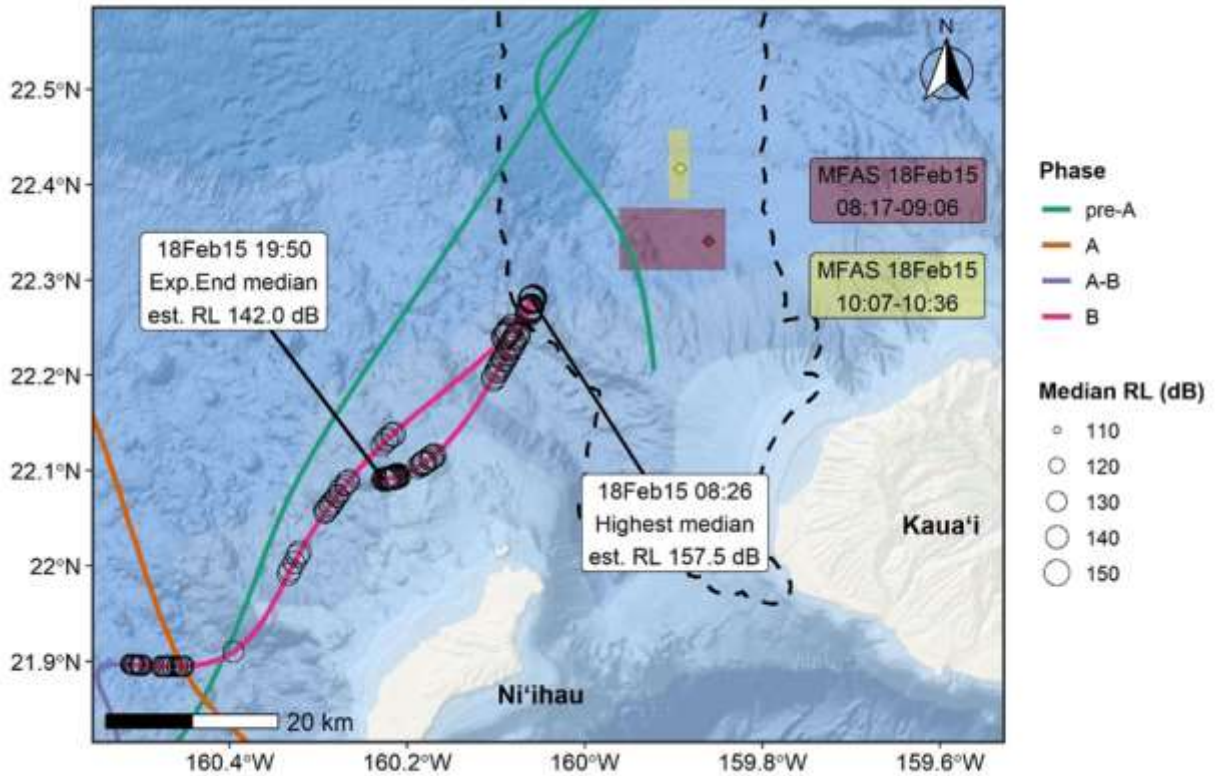 N
22.5°N
22.4°N
22.3°N
22.2°N
22.1°N
22°N
21.9°N
MFAS 18Feb15
08:17-09:06
MFAS 18Feb15
10:07-10:36
18Feb15 19:50
Exp.End median
est. RL 142.0 dB
18Feb15 08:26
Highest median
est. RL 157.5 dB
Kauaʻi
Niʻihau
20 km
160.4°W
160.2°W
160°W
159.8°W
159.6°W
Phase
pre-A
A
A-B
B
Median RL (dB)
110
120
130
140
150